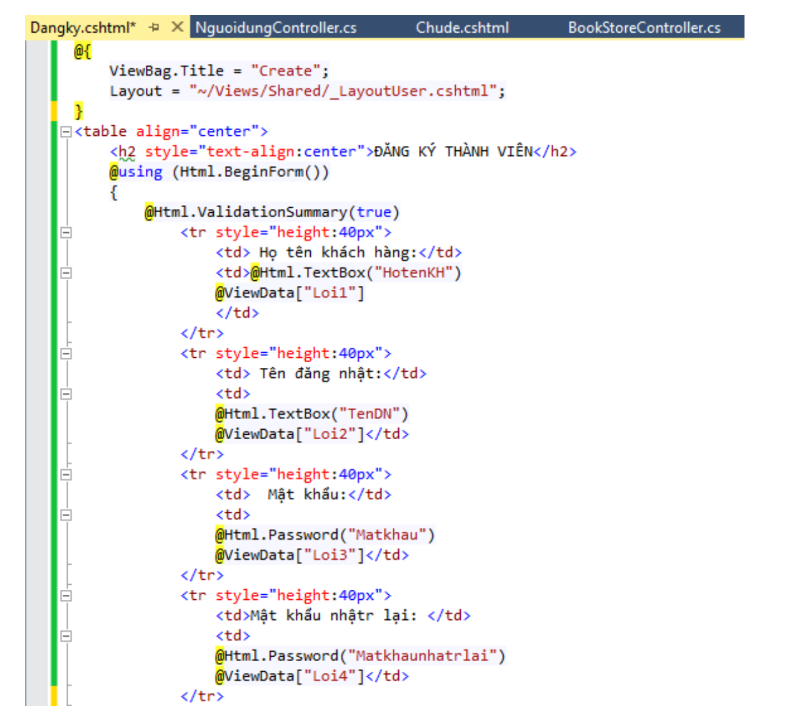 Dangky.cshtml* NguoidungController.cs Chude.cshtml BookStoreController.cs
@{
ViewBag.Title = "Create";
Layout = "~/Views/Shared/_LayoutUser.cshtml";
}
<table align="center">
<h2 style="text-align:center">ĐĂNG KÝ THÀNH VIÊN</h2>
@using (Html.BeginForm())
{
@Html.ValidationSummary(true)
<tr style="height:40px">
<td> Họ tên khách hàng:</td>
<td>@Html.TextBox("HotenKH")
@ViewData["Loi1"]
</td>
</tr>
<tr style="height:40px">
<td> Tên đăng nhật:</td>
<td>
@Html.TextBox("TenDN")
@ViewData["Loi2"]</td>
</tr>
<tr style="height:40px">
<td>  Mật khẩu:</td>
<td>
@Html.Password("Matkhau")
@ViewData["Loi3"]</td>
</tr>
<tr style="height:40px">
<td>Mật khẩu nhậtr lại: </td>
<td>
@Html.Password("Matkhaunhatrlai")
@ViewData["Loi4"]</td>
</tr>